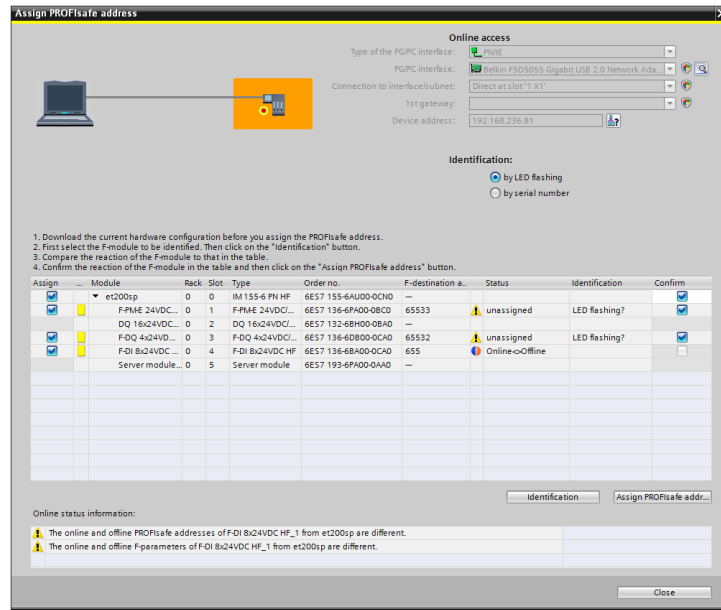 Assign PROFIsafe address
Online access
Type of the PG/PC interface: PN/IE
PG/PC interface: Belkin F5D5055 Gigabit USB 2.0 Network Ada...
Connection to interface/subnet: Direct at slot '1 X1'
1st gateway:
Device address: 192.168.236.81
Identification:
by LED flashing
by serial number
1. Download the current hardware configuration before you assign the PROFIsafe address.
2. First select the F-module to be identified. Then click on the "Identification" button.
3. Compare the reaction of the F-module to that in the table.
4. Confirm the reaction of the F-module in the table and then click on the "Assign PROFIsafe address" button.
Assign ... Module Rack Slot Type Order no. F-destination a.. Status Identification Confirm
et200sp 0 0 IM 155-6 PN HF 6ES7 155-6AU00-0CN0 —
F-PM-E 24VDC... 0 1 F-PM-E 24VDC/... 6ES7 136-6PA00-0BC0 65533 unassigned LED flashing?
DQ 16x24VDC... 0 2 DQ 16x24VDC/... 6ES7 132-6BH00-0BA0 —
F-DQ 4x24VD... 0 3 F-DQ 4x24VDC/... 6ES7 136-6DB00-0CA0 65532 unassigned LED flashing?
F-DI 8x24VDC ... 0 4 F-DI 8x24VDC HF 6ES7 136-6BA00-0CA0 655 Online<>Offline
Server module... 0 5 Server module 6ES7 193-6PA00-0AA0 —
Identification Assign PROFIsafe addr...
Online status information:
The online and offline PROFIsafe addresses of F-DI 8x24VDC HF_1 from et200sp are different.
The online and offline F-parameters of F-DI 8x24VDC HF_1 from et200sp are different.
Close